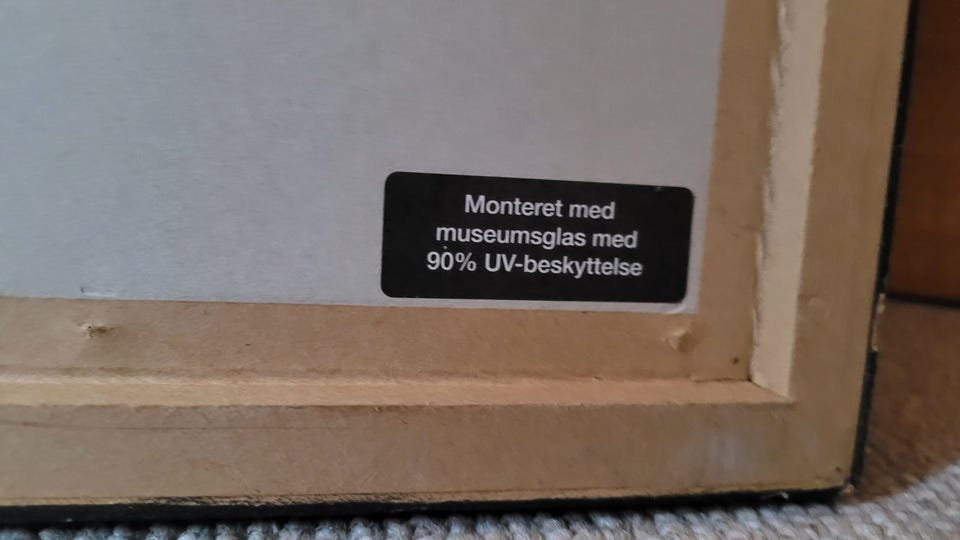 Monteret med
museumsglas med
90% UV-beskyttelse